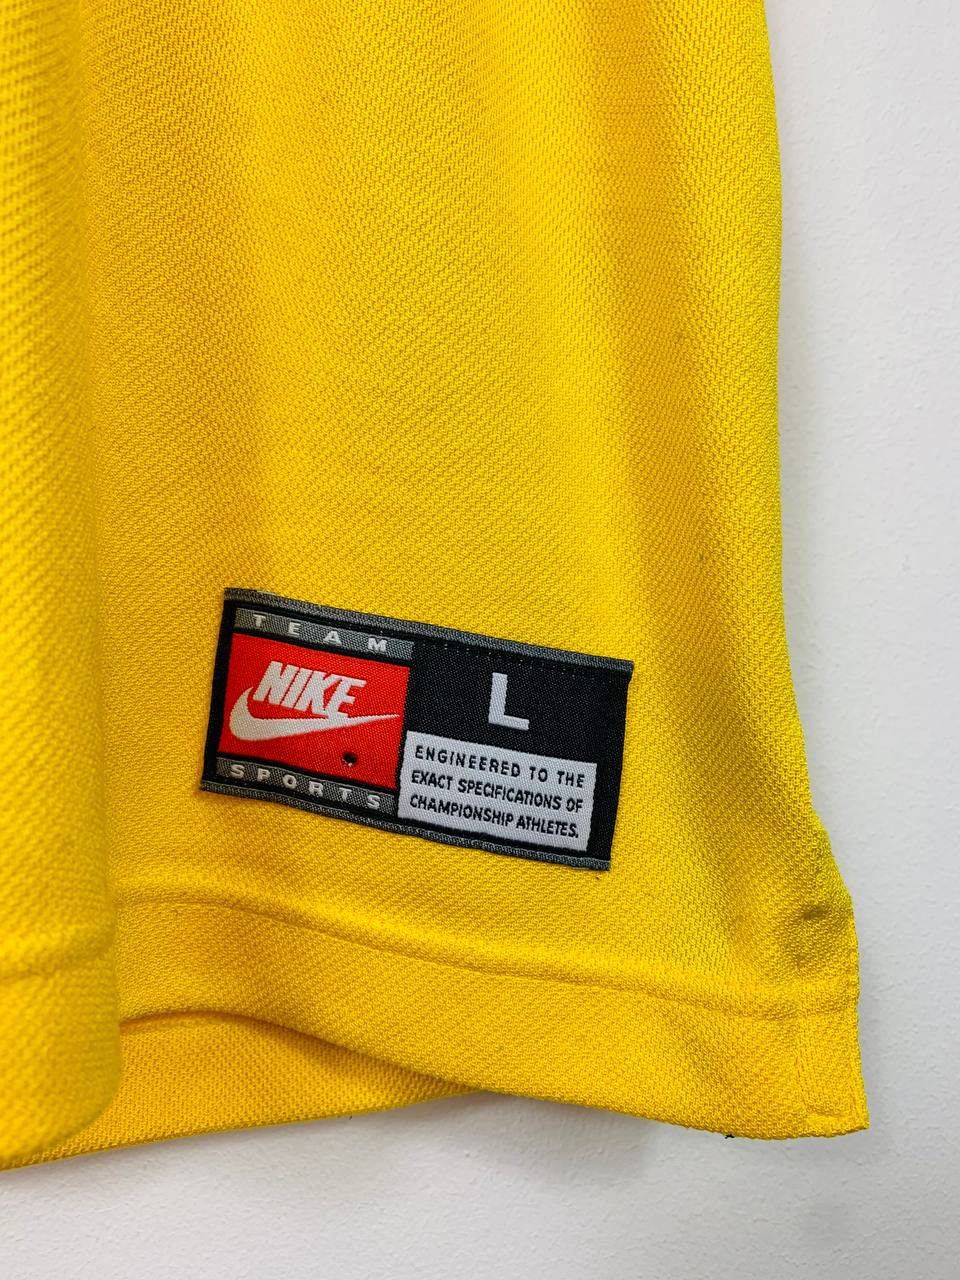 TEAM
NIKE
SPORTS
L
ENGINEERED TO THE
EXACT SPECIFICATIONS OF
CHAMPIONSHIP ATHLETES.